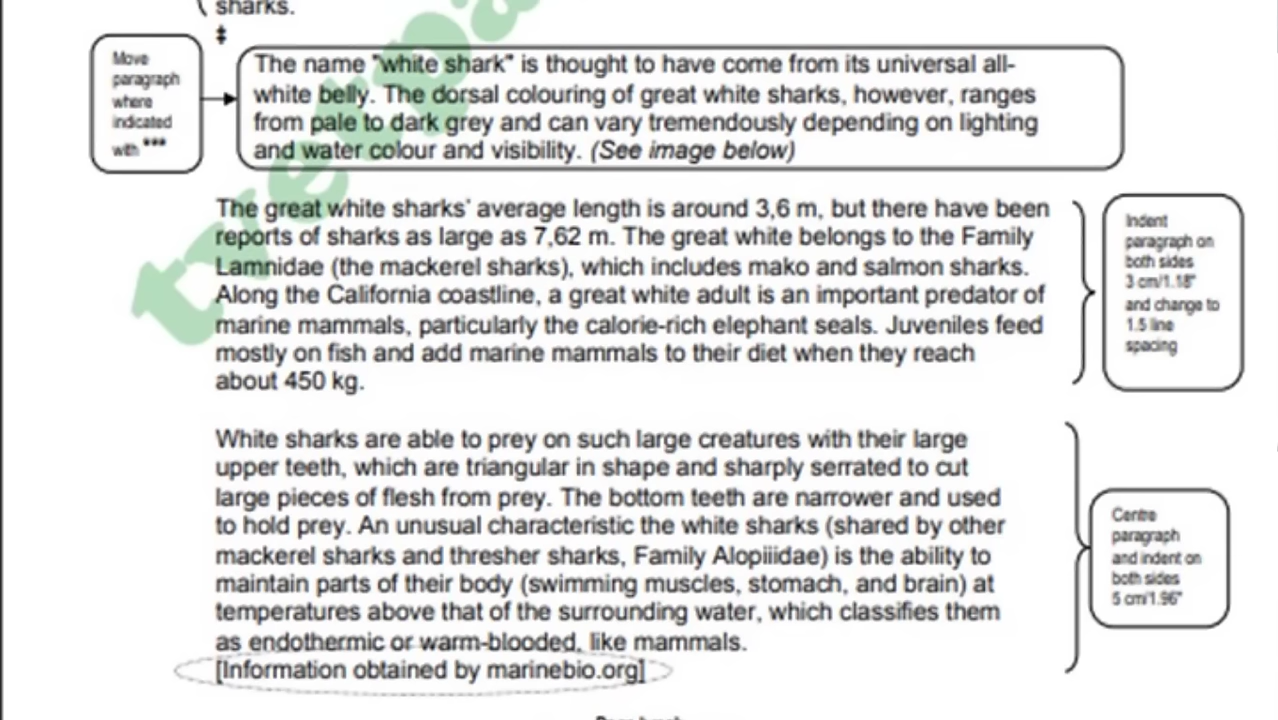 sharks.
‡
Move
paragraph
where
indicated
with ***
The name "white shark" is thought to have come from its universal all-
white belly. The dorsal colouring of great white sharks, however, ranges
from pale to dark grey and can vary tremendously depending on lighting
and water colour and visibility. (See image below)
The great white sharks' average length is around 3,6 m, but there have been
reports of sharks as large as 7,62 m. The great white belongs to the Family
Lamnidae (the mackerel sharks), which includes mako and salmon sharks.
Along the California coastline, a great white adult is an important predator of
marine mammals, particularly the calorie-rich elephant seals. Juveniles feed
mostly on fish and add marine mammals to their diet when they reach
about 450 kg.
Indent
paragraph on
both sides
3 cm/1.18"
and change to
1.5 line
spacing
White sharks are able to prey on such large creatures with their large
upper teeth, which are triangular in shape and sharply serrated to cut
large pieces of flesh from prey. The bottom teeth are narrower and used
to hold prey. An unusual characteristic the white sharks (shared by other
mackerel sharks and thresher sharks, Family Alopiiidae) is the ability to
maintain parts of their body (swimming muscles, stomach, and brain) at
temperatures above that of the surrounding water, which classifies them
as endothermic or warm-blooded, like mammals.
[Information obtained by marinebio.org]
Centre
paragraph
and indent on
both sides
5 cm/1.96"